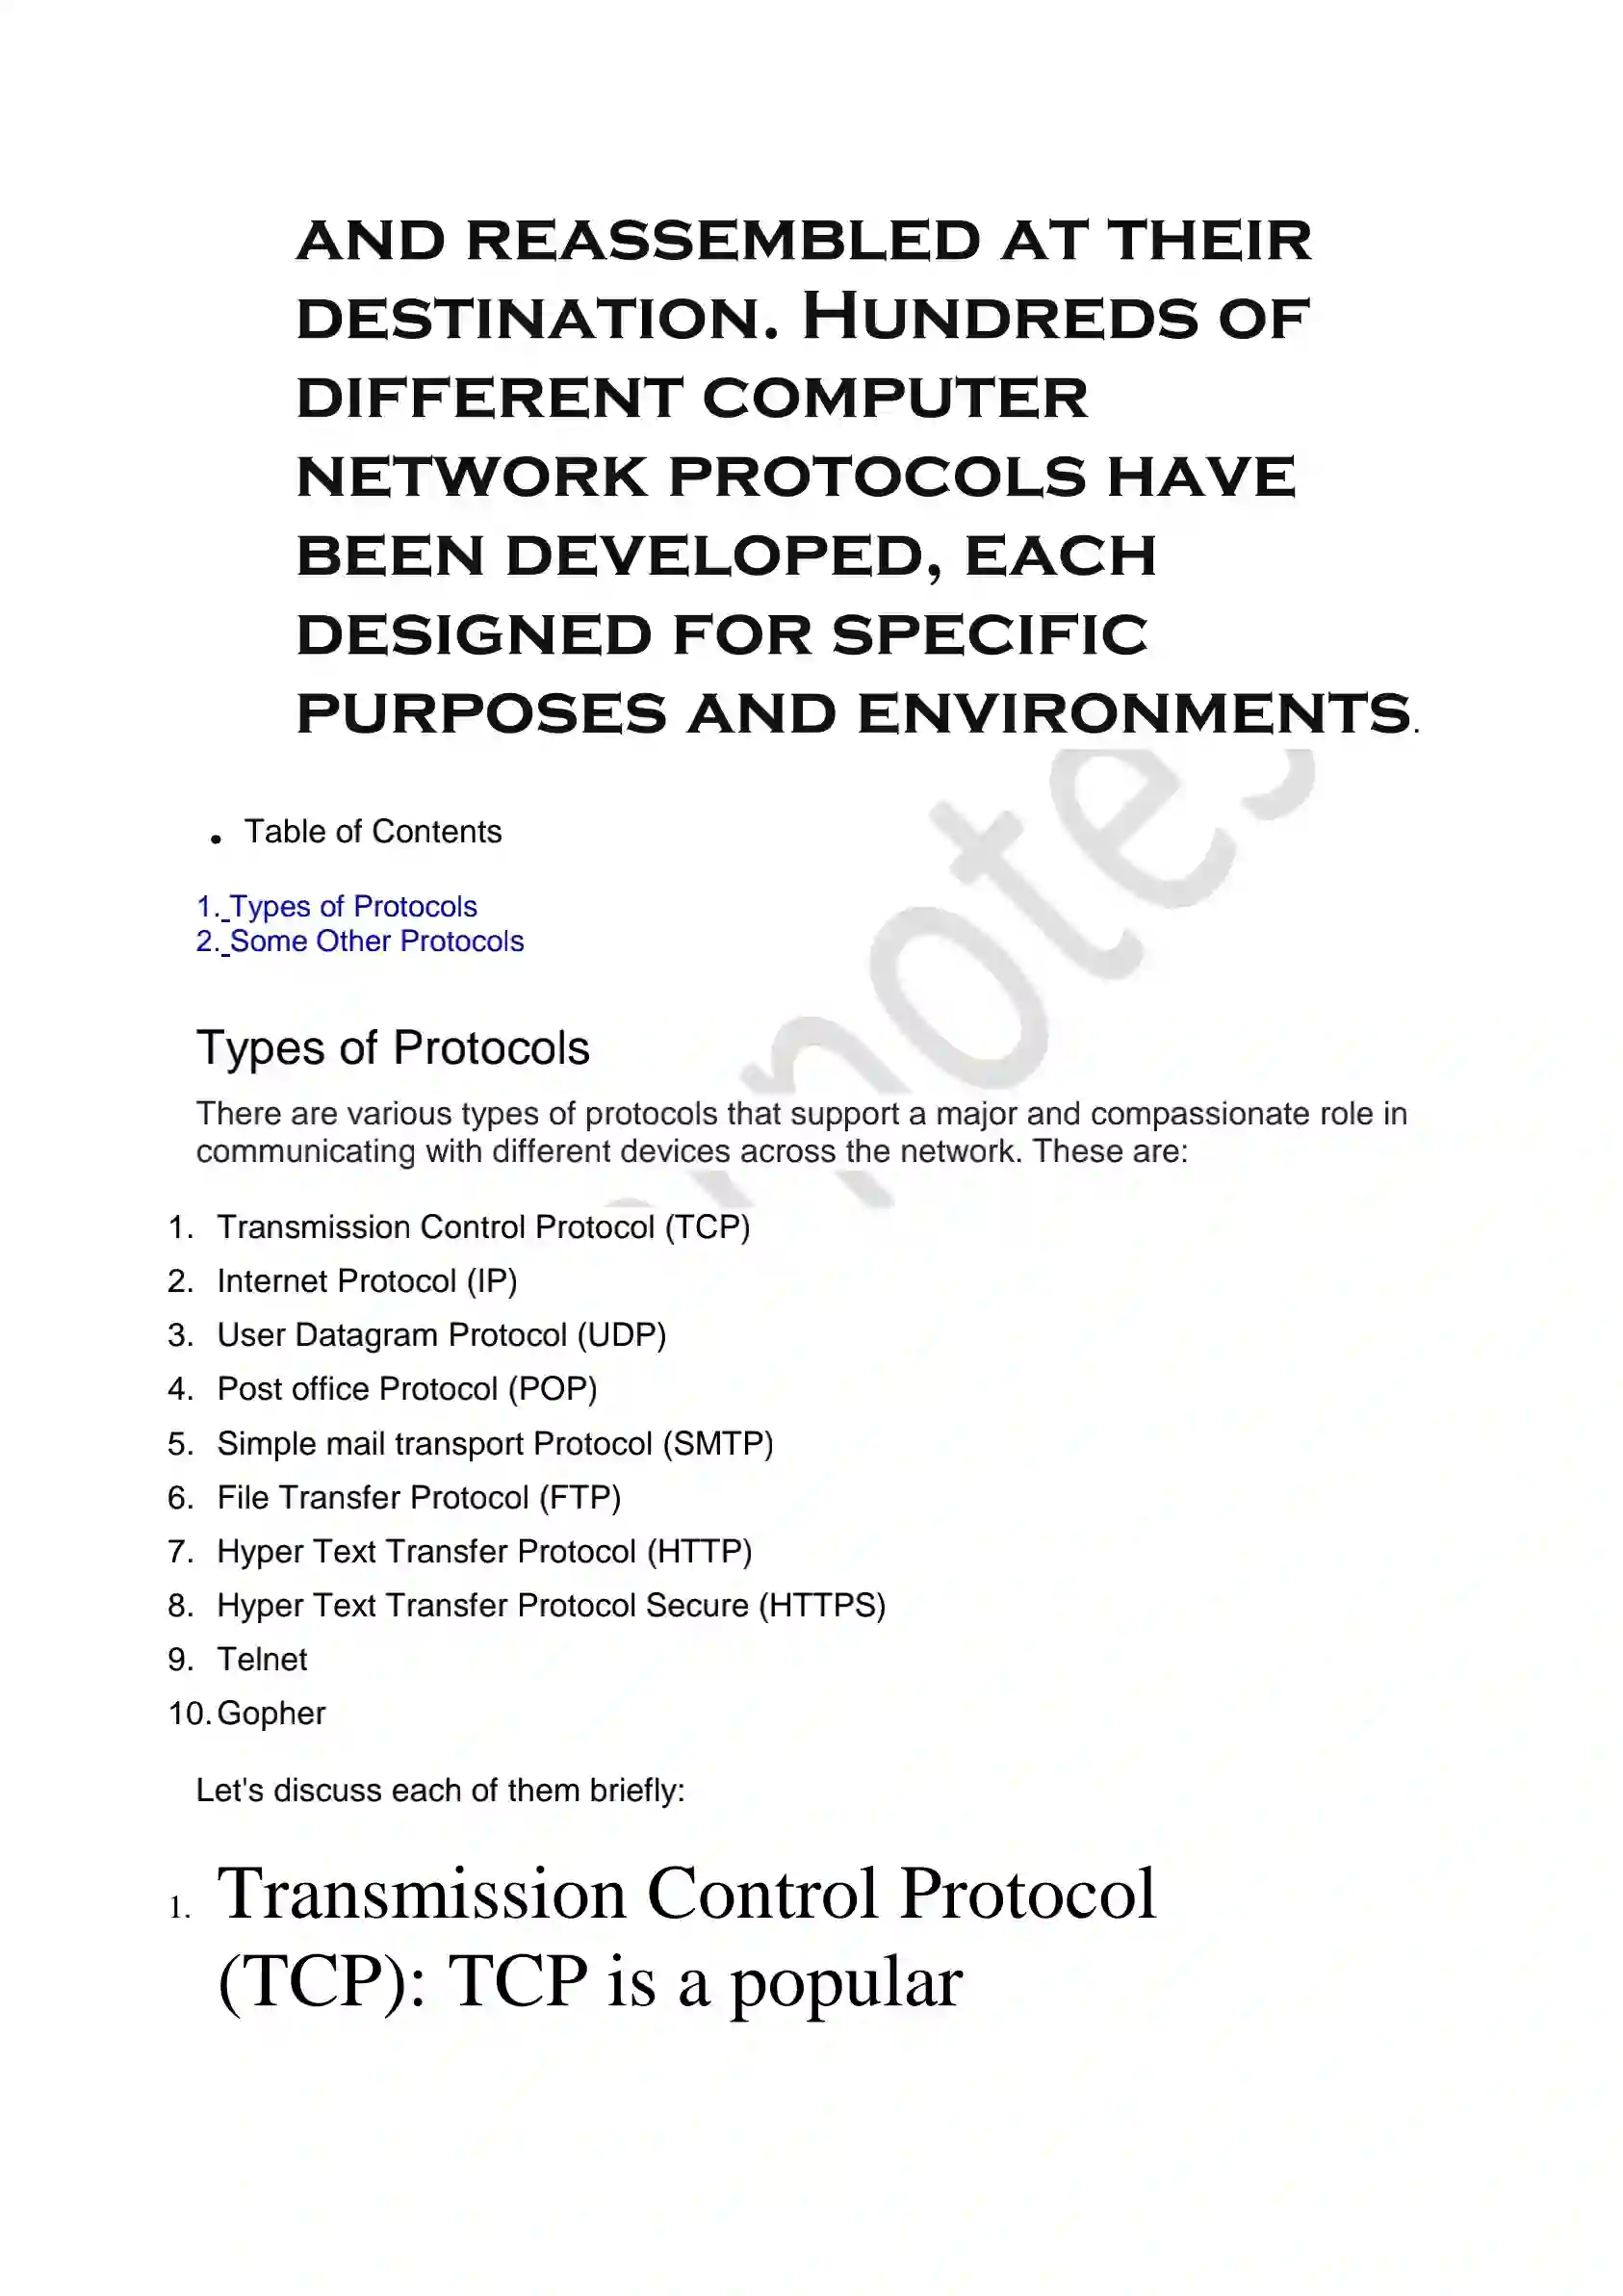 AND REASSEMBLED AT THEIR
DESTINATION. HUNDREDS OF
DIFFERENT COMPUTER
NETWORK PROTOCOLS HAVE
BEEN DEVELOPED, EACH
DESIGNED FOR SPECIFIC
PURPOSES AND ENVIRONMENTS.
• Table of Contents
1. Types of Protocols
2. Some Other Protocols
Types of Protocols
There are various types of protocols that support a major and compassionate role in
communicating with different devices across the network. These are:
1. Transmission Control Protocol (TCP)
2. Internet Protocol (IP)
3. User Datagram Protocol (UDP)
4. Post office Protocol (POP)
5. Simple mail transport Protocol (SMTP)
6. File Transfer Protocol (FTP)
7. Hyper Text Transfer Protocol (HTTP)
8. Hyper Text Transfer Protocol Secure (HTTPS)
9. Telnet
10. Gopher
Let's discuss each of them briefly:
1. Transmission Control Protocol
(TCP): TCP is a popular